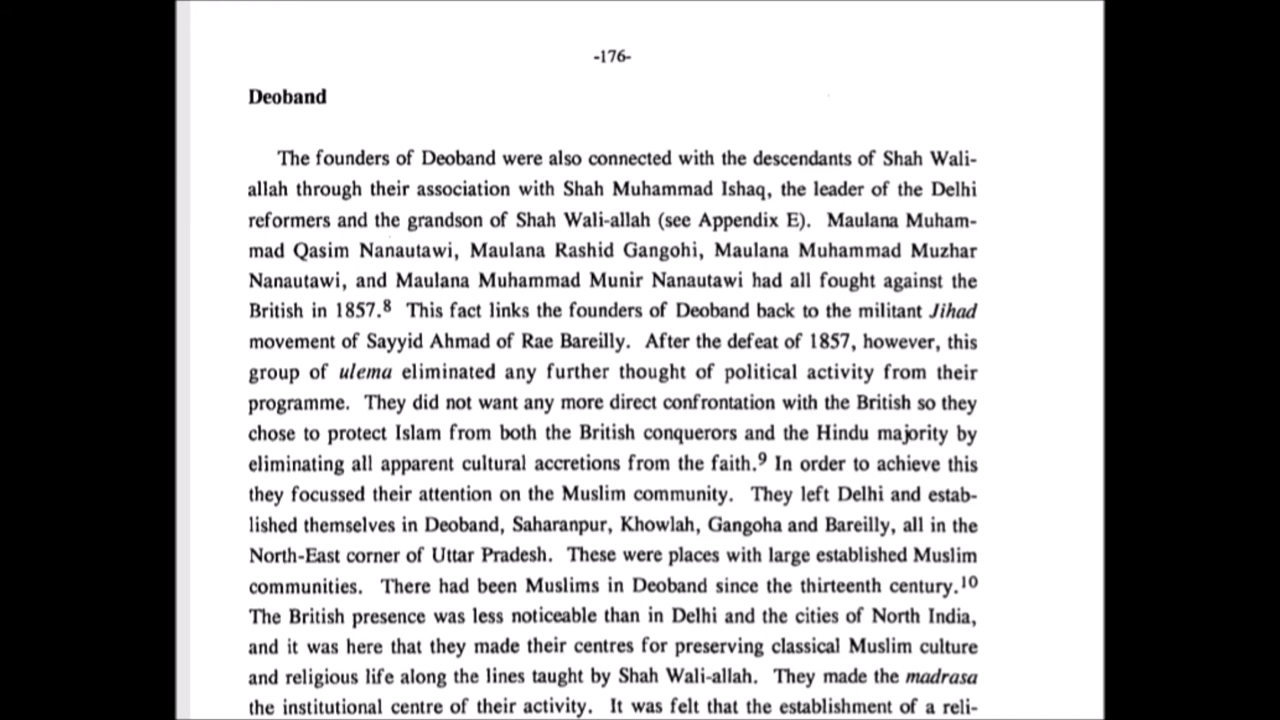 -176-
Deoband
The founders of Deoband were also connected with the descendants of Shah Wali-
allah through their association with Shah Muhammad Ishaq, the leader of the Delhi
reformers and the grandson of Shah Wali-allah (see Appendix E). Maulana Muham-
mad Qasim Nanautawi, Maulana Rashid Gangohi, Maulana Muhammad Muzhar
Nanautawi, and Maulana Muhammad Munir Nanautawi had all fought against the
British in 1857.8 This fact links the founders of Deoband back to the militant Jihad
movement of Sayyid Ahmad of Rae Bareilly. After the defeat of 1857, however, this
group of ulema eliminated any further thought of political activity from their
programme. They did not want any more direct confrontation with the British so they
chose to protect Islam from both the British conquerors and the Hindu majority by
eliminating all apparent cultural accretions from the faith.9 In order to achieve this
they focussed their attention on the Muslim community. They left Delhi and estab-
lished themselves in Deoband, Saharanpur, Khowlah, Gangoha and Bareilly, all in the
North-East corner of Uttar Pradesh. These were places with large established Muslim
communities. There had been Muslims in Deoband since the thirteenth century.10
The British presence was less noticeable than in Delhi and the cities of North India,
and it was here that they made their centres for preserving classical Muslim culture
and religious life along the lines taught by Shah Wali-allah. They made the madrasa
the institutional centre of their activity. It was felt that the establishment of a reli-